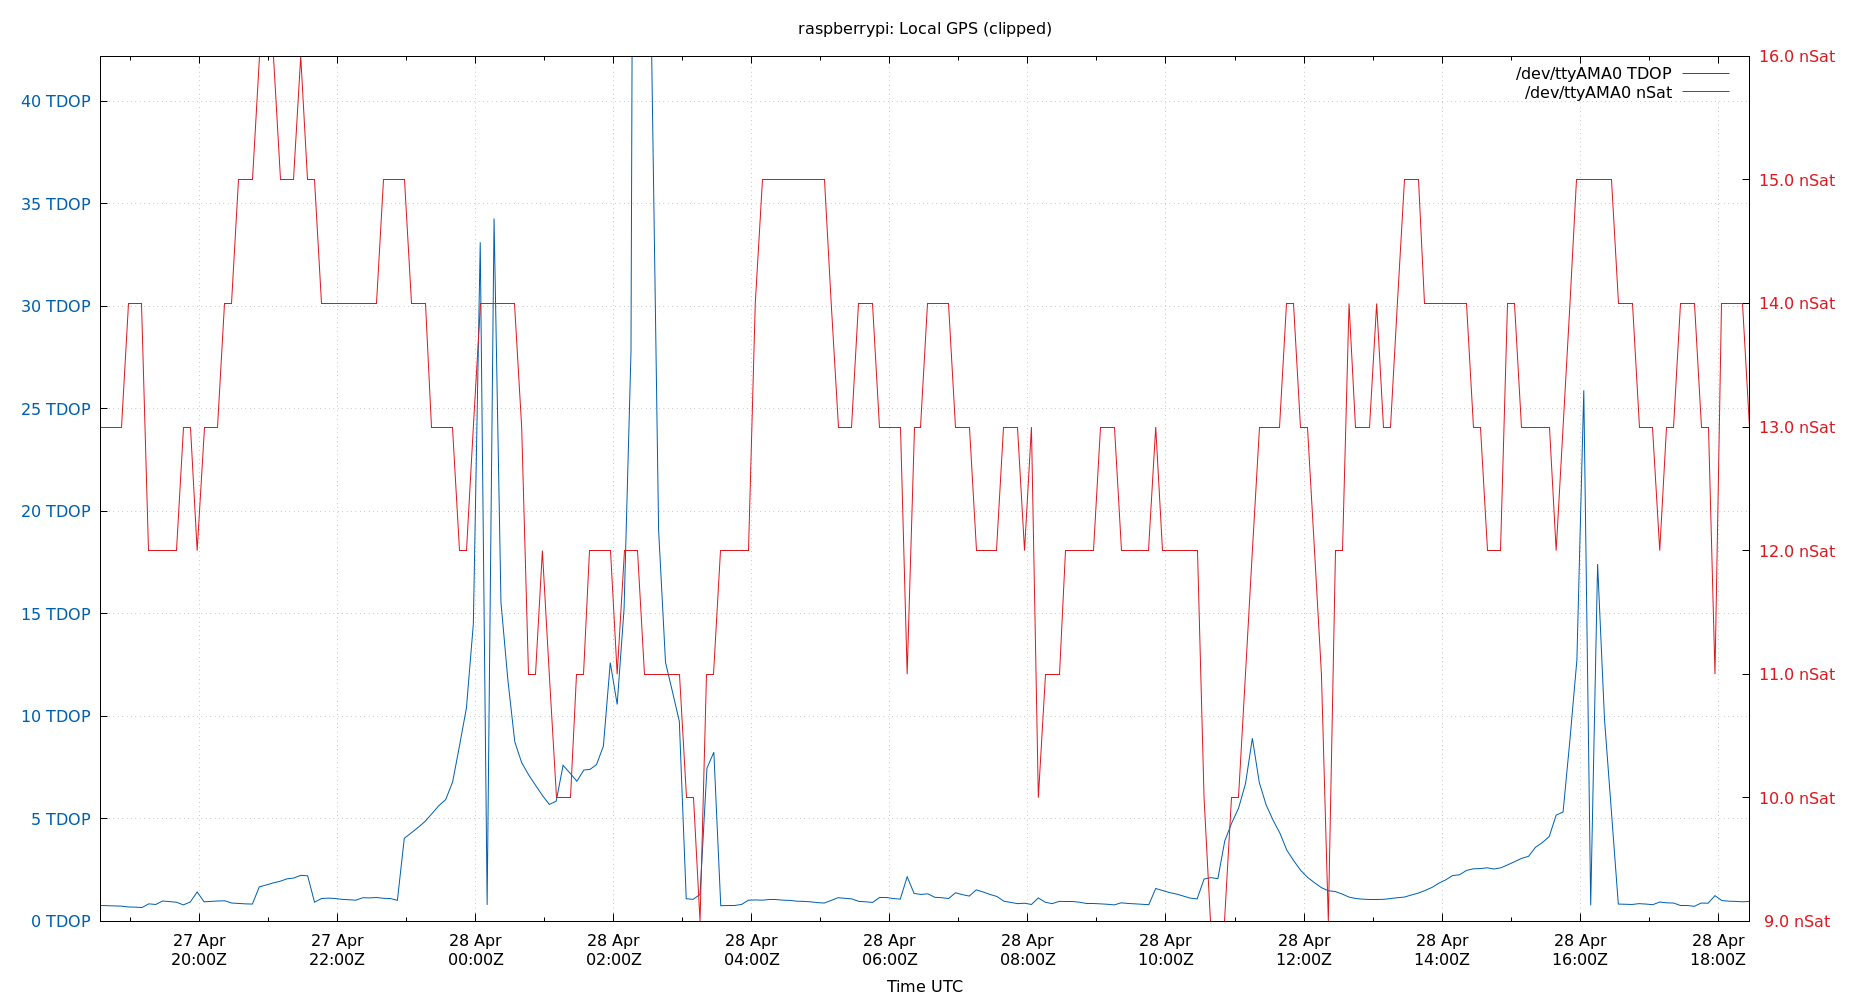 raspberrypi: Local GPS (clipped)
/dev/ttyAMA0 TDOP
/dev/ttyAMA0 nSat
40 TDOP
35 TDOP
30 TDOP
25 TDOP
20 TDOP
15 TDOP
10 TDOP
5 TDOP
0 TDOP
16.0 nSat
15.0 nSat
14.0 nSat
13.0 nSat
12.0 nSat
11.0 nSat
10.0 nSat
9.0 nSat
27 Apr
20:00Z
27 Apr
22:00Z
28 Apr
00:00Z
28 Apr
02:00Z
28 Apr
04:00Z
28 Apr
06:00Z
28 Apr
08:00Z
28 Apr
10:00Z
28 Apr
12:00Z
28 Apr
14:00Z
28 Apr
16:00Z
28 Apr
18:00Z
Time UTC